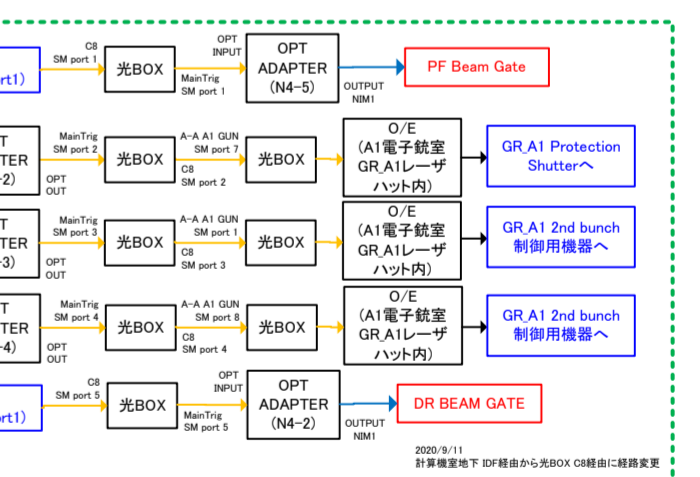 C8
SM port 1
rt1)
光BOX
MainTrig
SM port 1
OPT
INPUT
OPT
ADAPTER
(N4-5)
OUTPUT
NIM1
PF Beam Gate
T
TER
-2)
OPT
OUT
MainTrig
SM port 2
光BOX
A-A A1 GUN
SM port 7
C8
SM port 2
光BOX
O/E
(A1電子銃室
GR_A1レーザ
ハット内)
GR_A1 Protection
Shutterへ
T
TER
-3)
OPT
OUT
MainTrig
SM port 3
光BOX
A-A A1 GUN
SM port 1
C8
SM port 3
光BOX
O/E
(A1電子銃室
GR_A1レーザ
ハット内)
GR_A1 2nd bunch
制御用機器へ
T
TER
-4)
OPT
OUT
MainTrig
SM port 4
光BOX
A-A A1 GUN
SM port 8
C8
SM port 4
光BOX
O/E
(A1電子銃室
GR_A1レーザ
ハット内)
GR_A1 2nd bunch
制御用機器へ
rt1)
C8
SM port 5
光BOX
MainTrig
SM port 5
OPT
INPUT
OPT
ADAPTER
(N4-2)
OUTPUT
NIM1
DR BEAM GATE
2020/9/11
計算機室地下 IDF経由から光BOX C8経由に経路変更